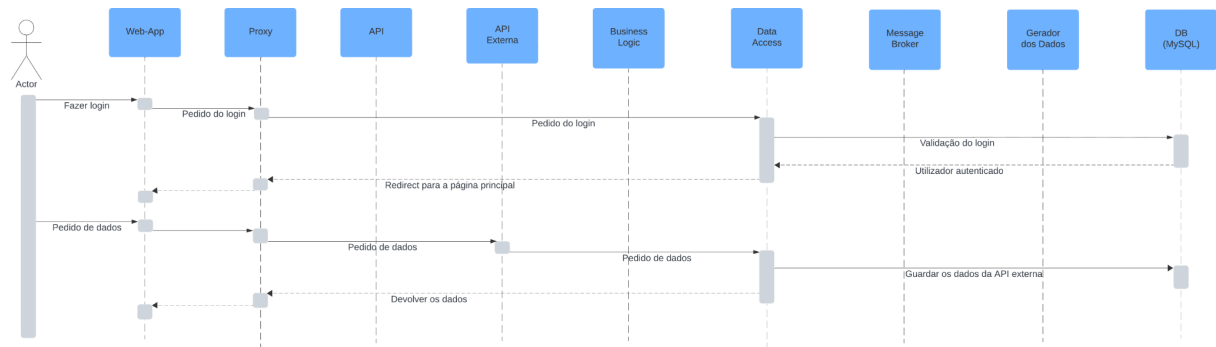 Web-App
Proxy
API
API
Externa
Business
Logic
Data
Access
Message
Broker
Gerador
dos Dados
DB
(MySQL)
Actor
Fazer login
Pedido do login
Pedido do login
Validação do login
Utilizador autenticado
Redirect para a página principal
Pedido de dados
Pedido de dados
Pedido de dados
Guardar os dados da API externa
Devolver os dados